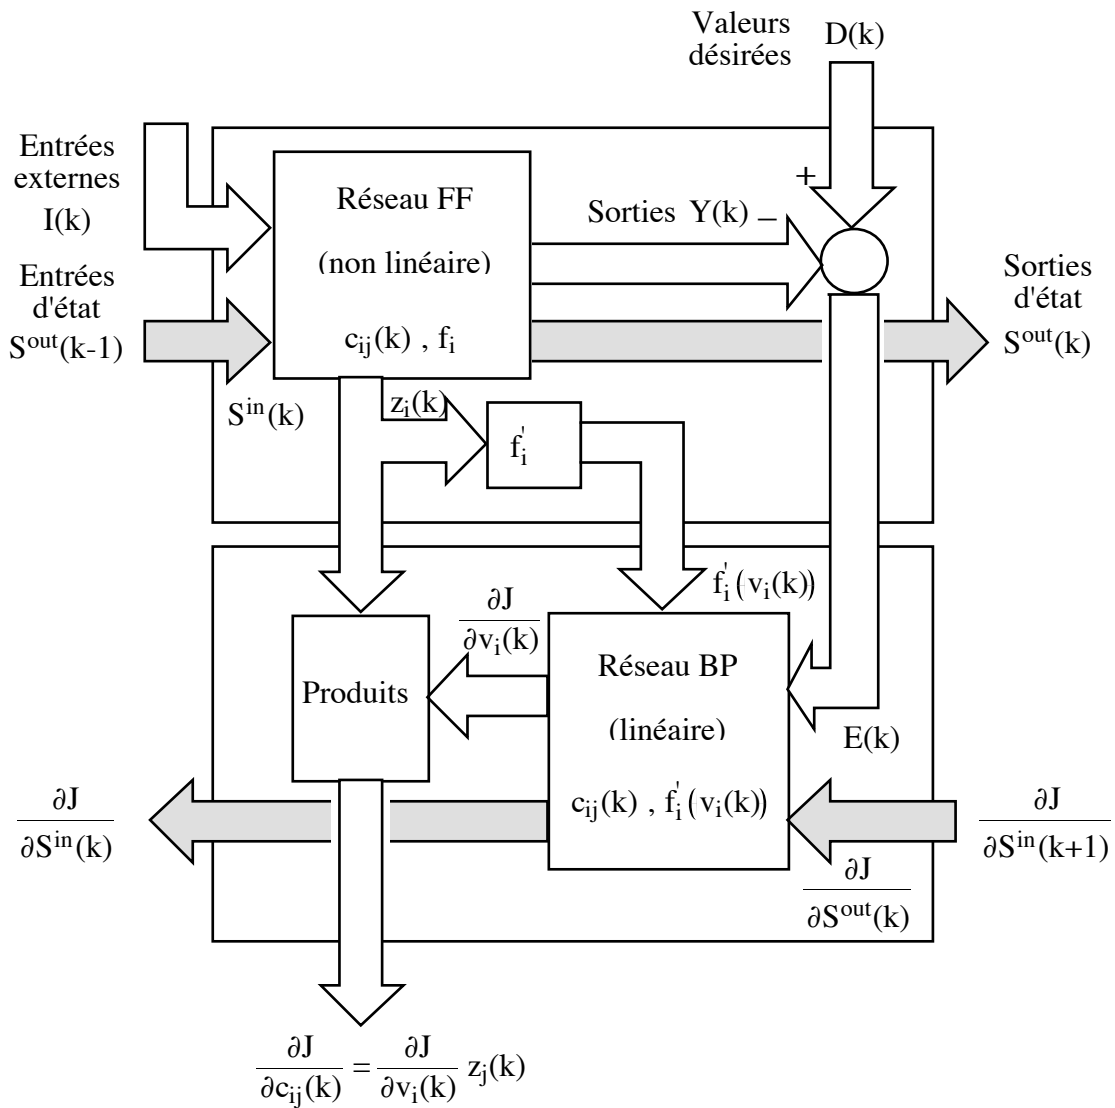 Valeurs
désirées
D(k)
Entrées
externes
I(k)
+
Réseau FF
(non linéaire)
c_ij(k) , f_i
Sorties Y(k) −
Entrées
d'état
S^out(k-1)
Sorties
d'état
S^out(k)
S^in(k)
z_i(k)
f'_i
f'_i(v_i(k))
∂J
∂v_i(k)
Produits
Réseau BP
(linéaire)
c_ij(k) , f'_i(v_i(k))
E(k)
∂J
∂S^in(k)
∂J
∂S^in(k+1)
∂J
∂S^out(k)
∂J/∂c_ij(k) = ∂J/∂v_i(k) z_j(k)